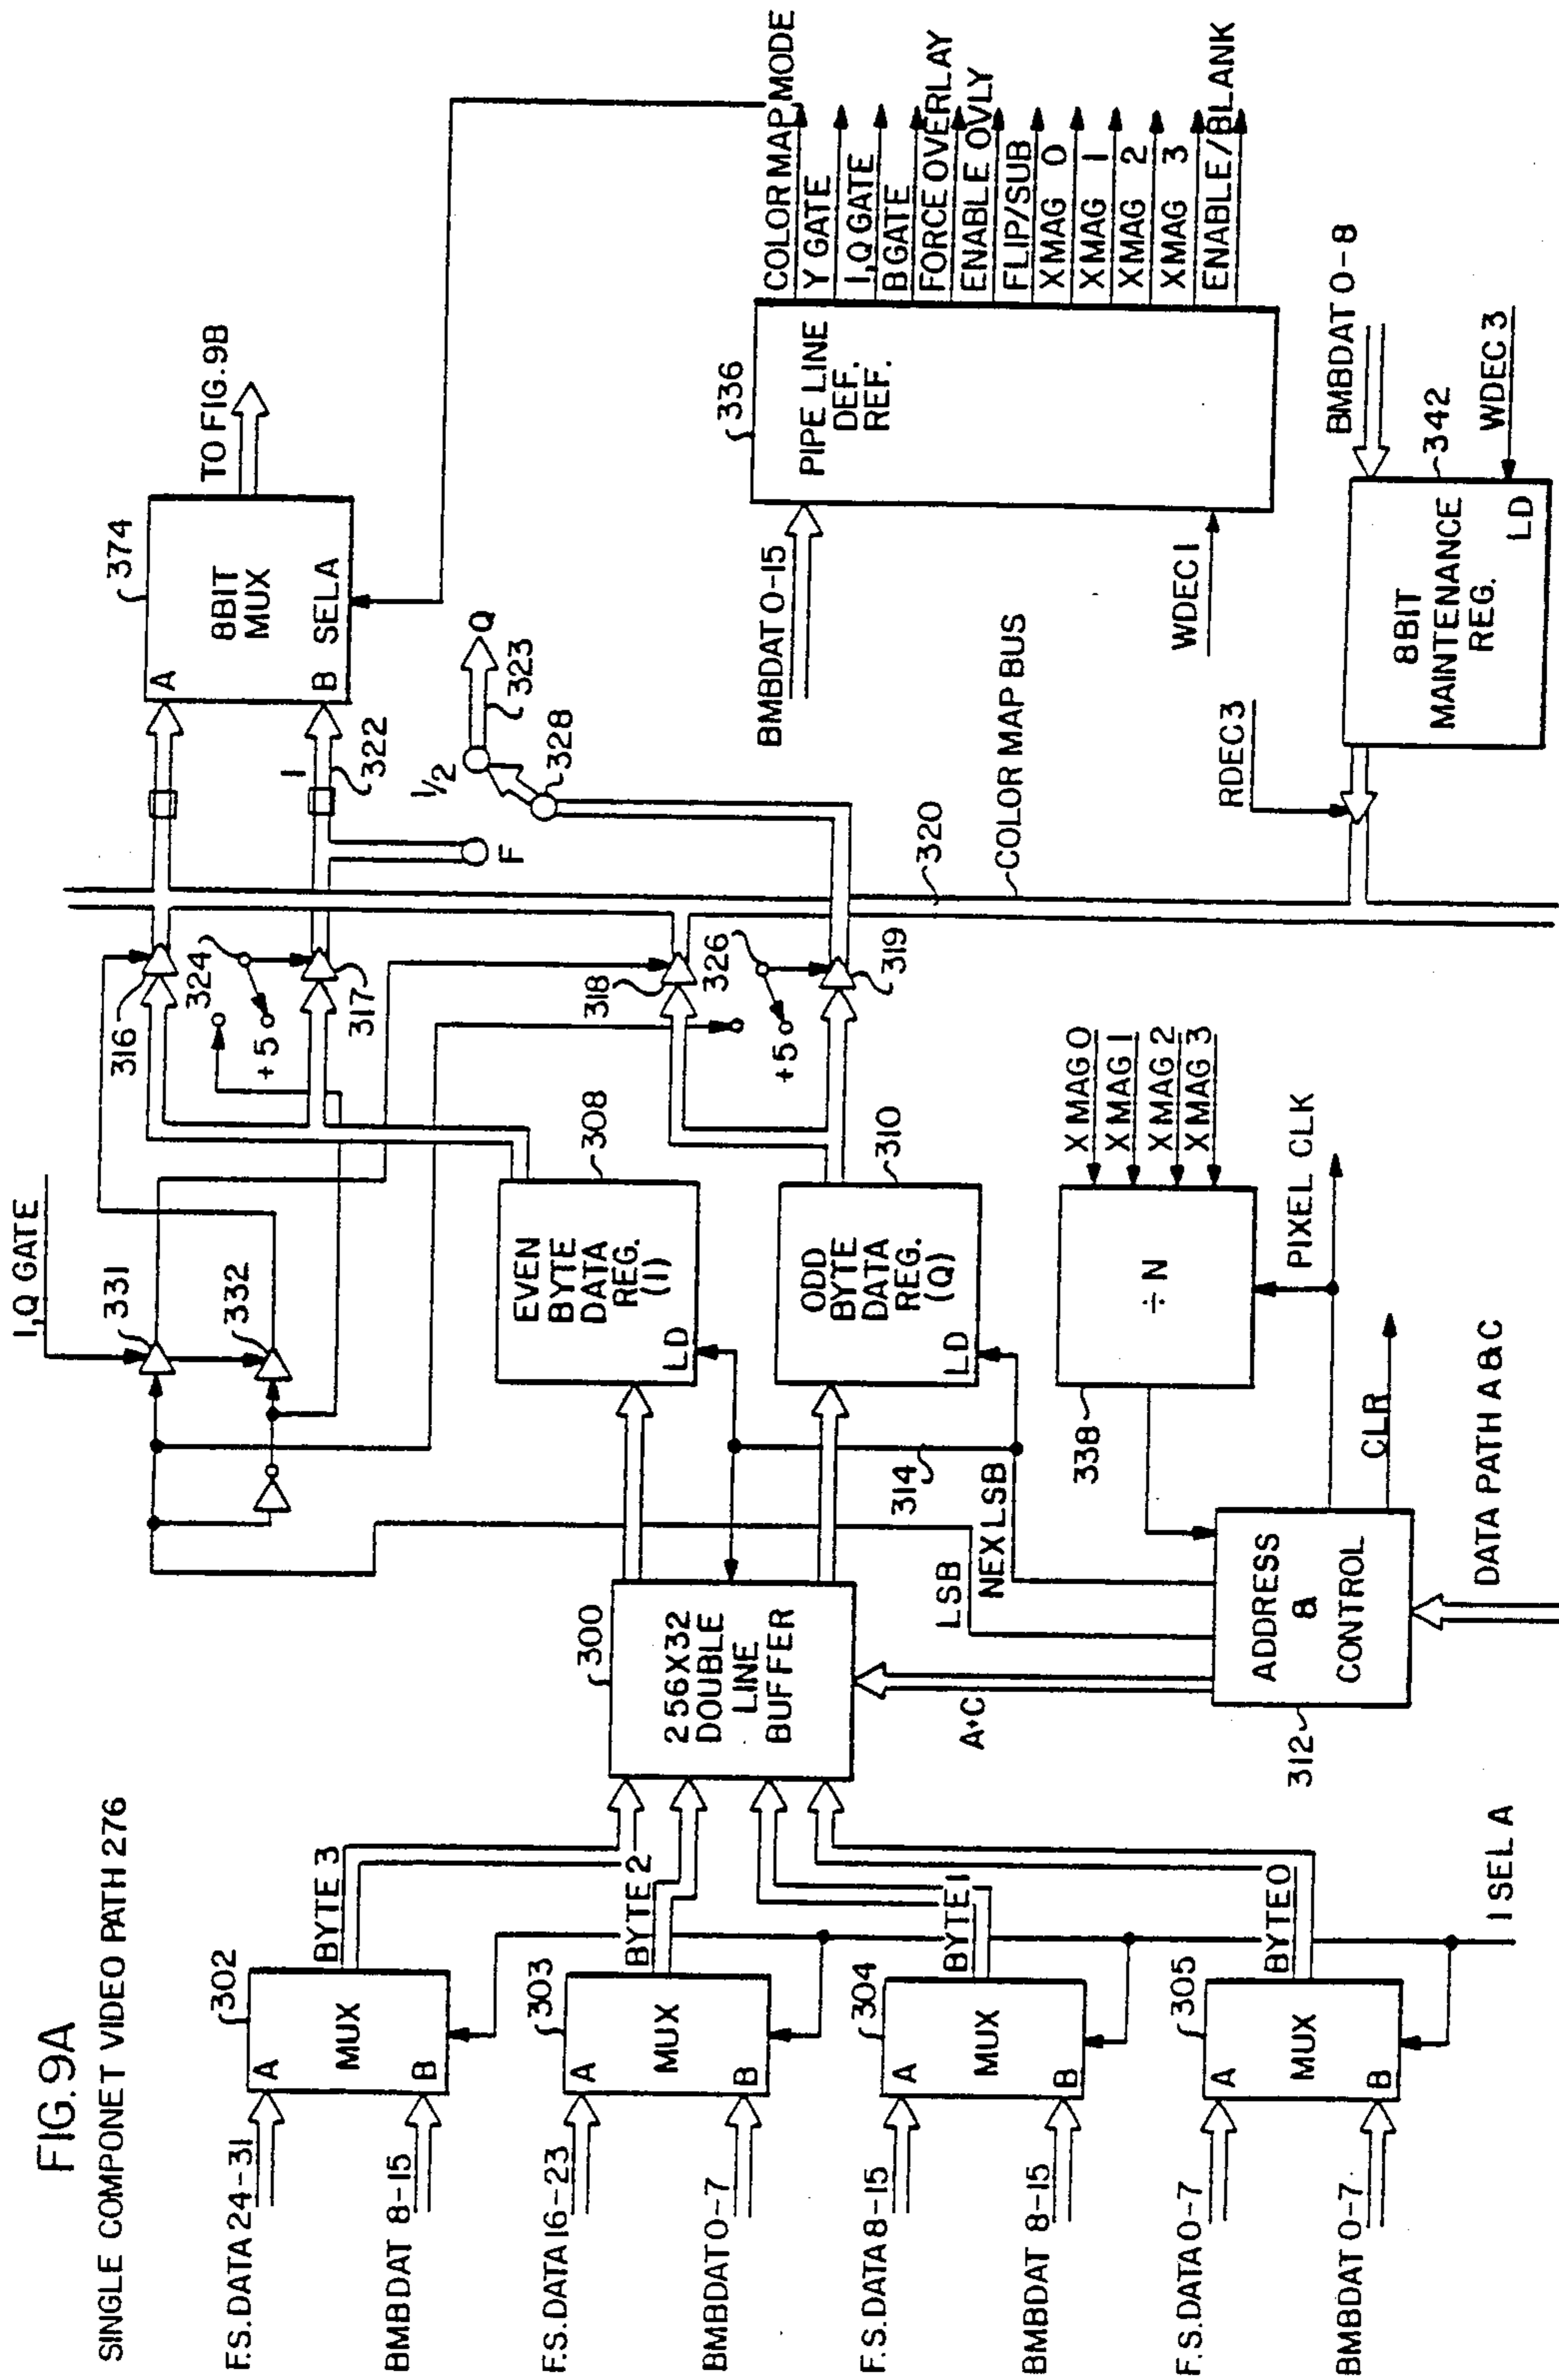 FIG. 9A
SINGLE COMPONET VIDEO PATH 276
F.S. DATA 24-31
BMBDAT 8-15
F.S. DATA 16-23
BMBDAT 0-7
F.S. DATA 8-15
BMBDAT 8-15
F.S. DATA 0-7
BMBDAT 0-7
302
A
MUX
B
303
A
MUX
B
304
A
MUX
B
305
A
MUX
B
BYTE 3
BYTE 2
BYTE 1
BYTE 0
I SEL A
300
256X32
DOUBLE
LINE
BUFFER
A+C
312
ADDRESS
&
CONTROL
DATA PATH A & C
LSB
NEX LSB
314
CLR
PIXEL CLK
338
÷ N
X MAG 0
X MAG 1
X MAG 2
X MAG 3
I,Q GATE
331
332
EVEN
BYTE
DATA
REG.
(I)
LD
308
ODD
BYTE
DATA
REG.
(Q)
LD
310
316
324
+5
317
318
326
+5
319
320
COLOR MAP BUS
F
I
322
1/2
328
Q
323
374
A
8BIT
MUX
B SELA
TO FIG. 9B
336
PIPE LINE
DEF.
REF.
BMBDAT 0-15
WDEC 1
COLOR MAP MODE
Y GATE
I,Q GATE
B GATE
FORCE OVERLAY
ENABLE OVLY
FLIP/SUB
XMAG 0
XMAG 1
XMAG 2
XMAG 3
ENABLE/BLANK
RDEC 3
8BIT
MAINTENANCE
REG.
LD
342
BMBDAT 0-8
WDEC 3